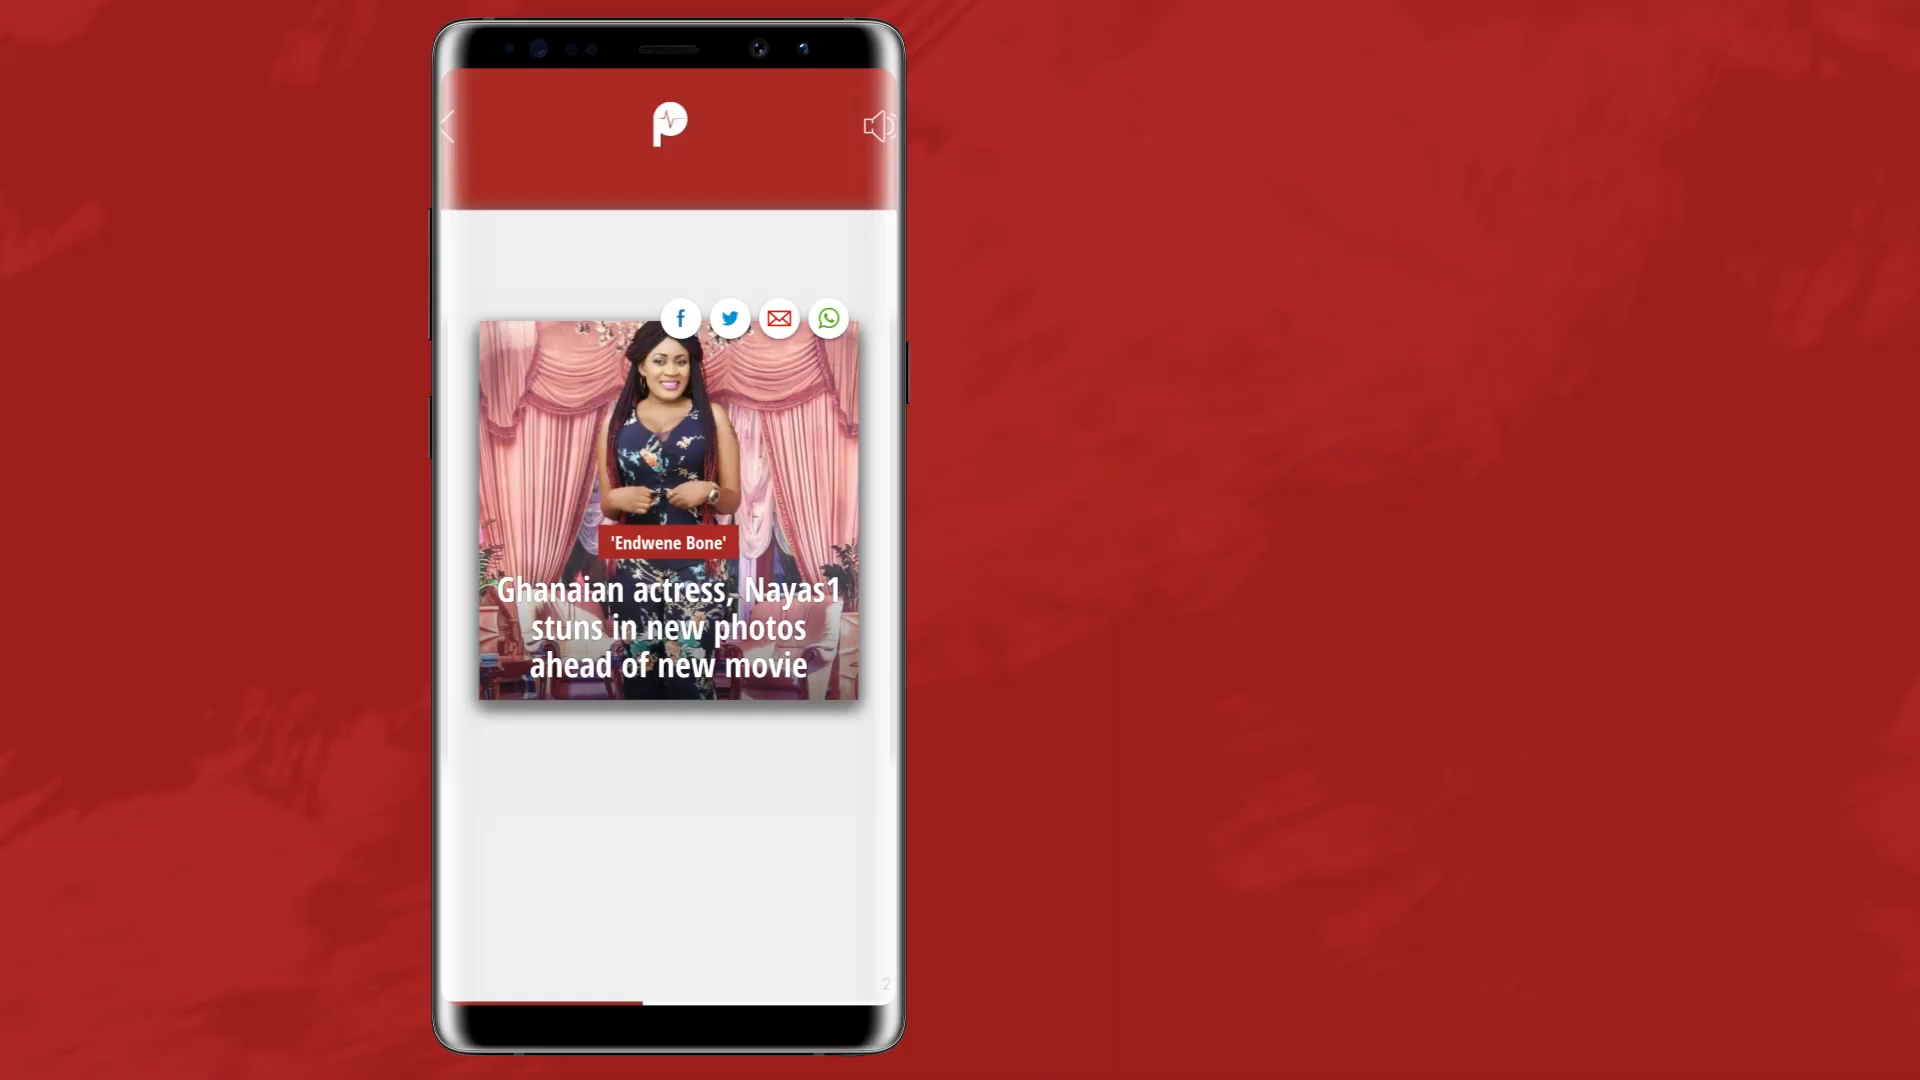 'Endwene Bone'
Ghanaian actress, Nayas1
stuns in new photos
ahead of new movie